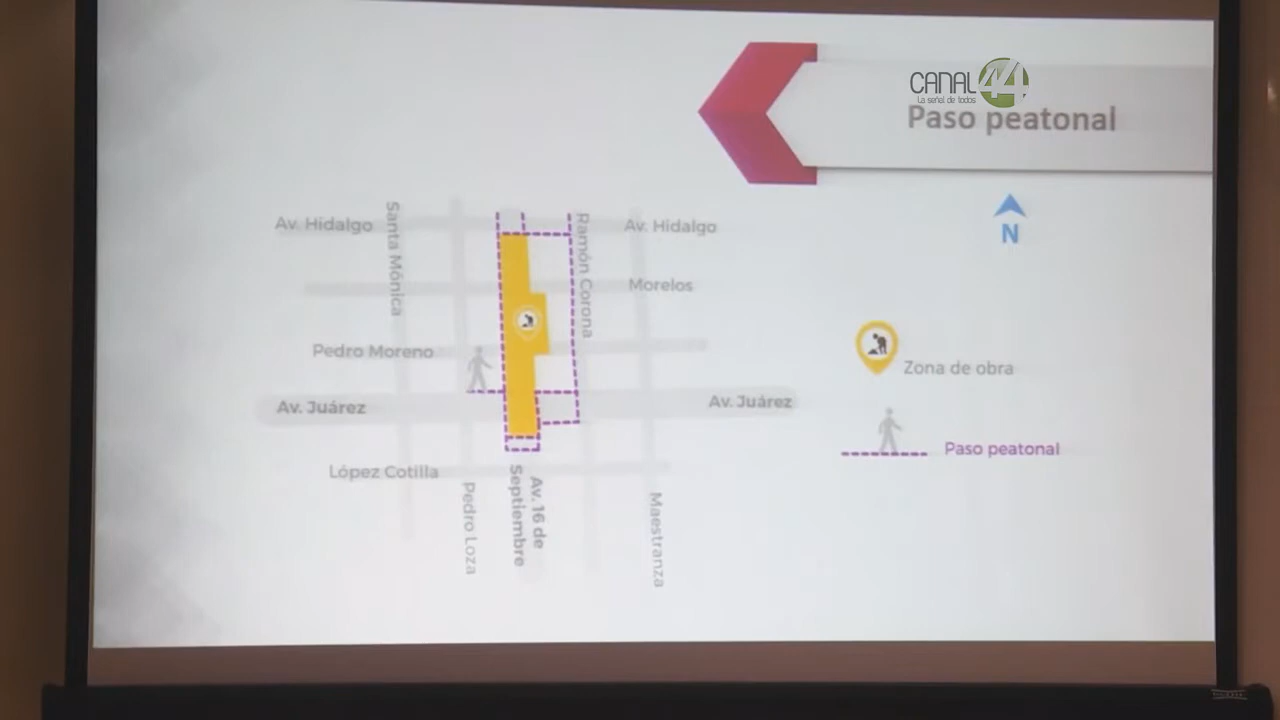 CANAL 44
La señal de todos
Paso peatonal
N
Av. Hidalgo
Santa Mónica
Ramón Corona
Av. Hidalgo
Morelos
Pedro Moreno
Zona de obra
Av. Juárez
Av. Juárez
Paso peatonal
López Cotilla
Pedro Loza
Av. 16 de
Septiembre
Maestranza